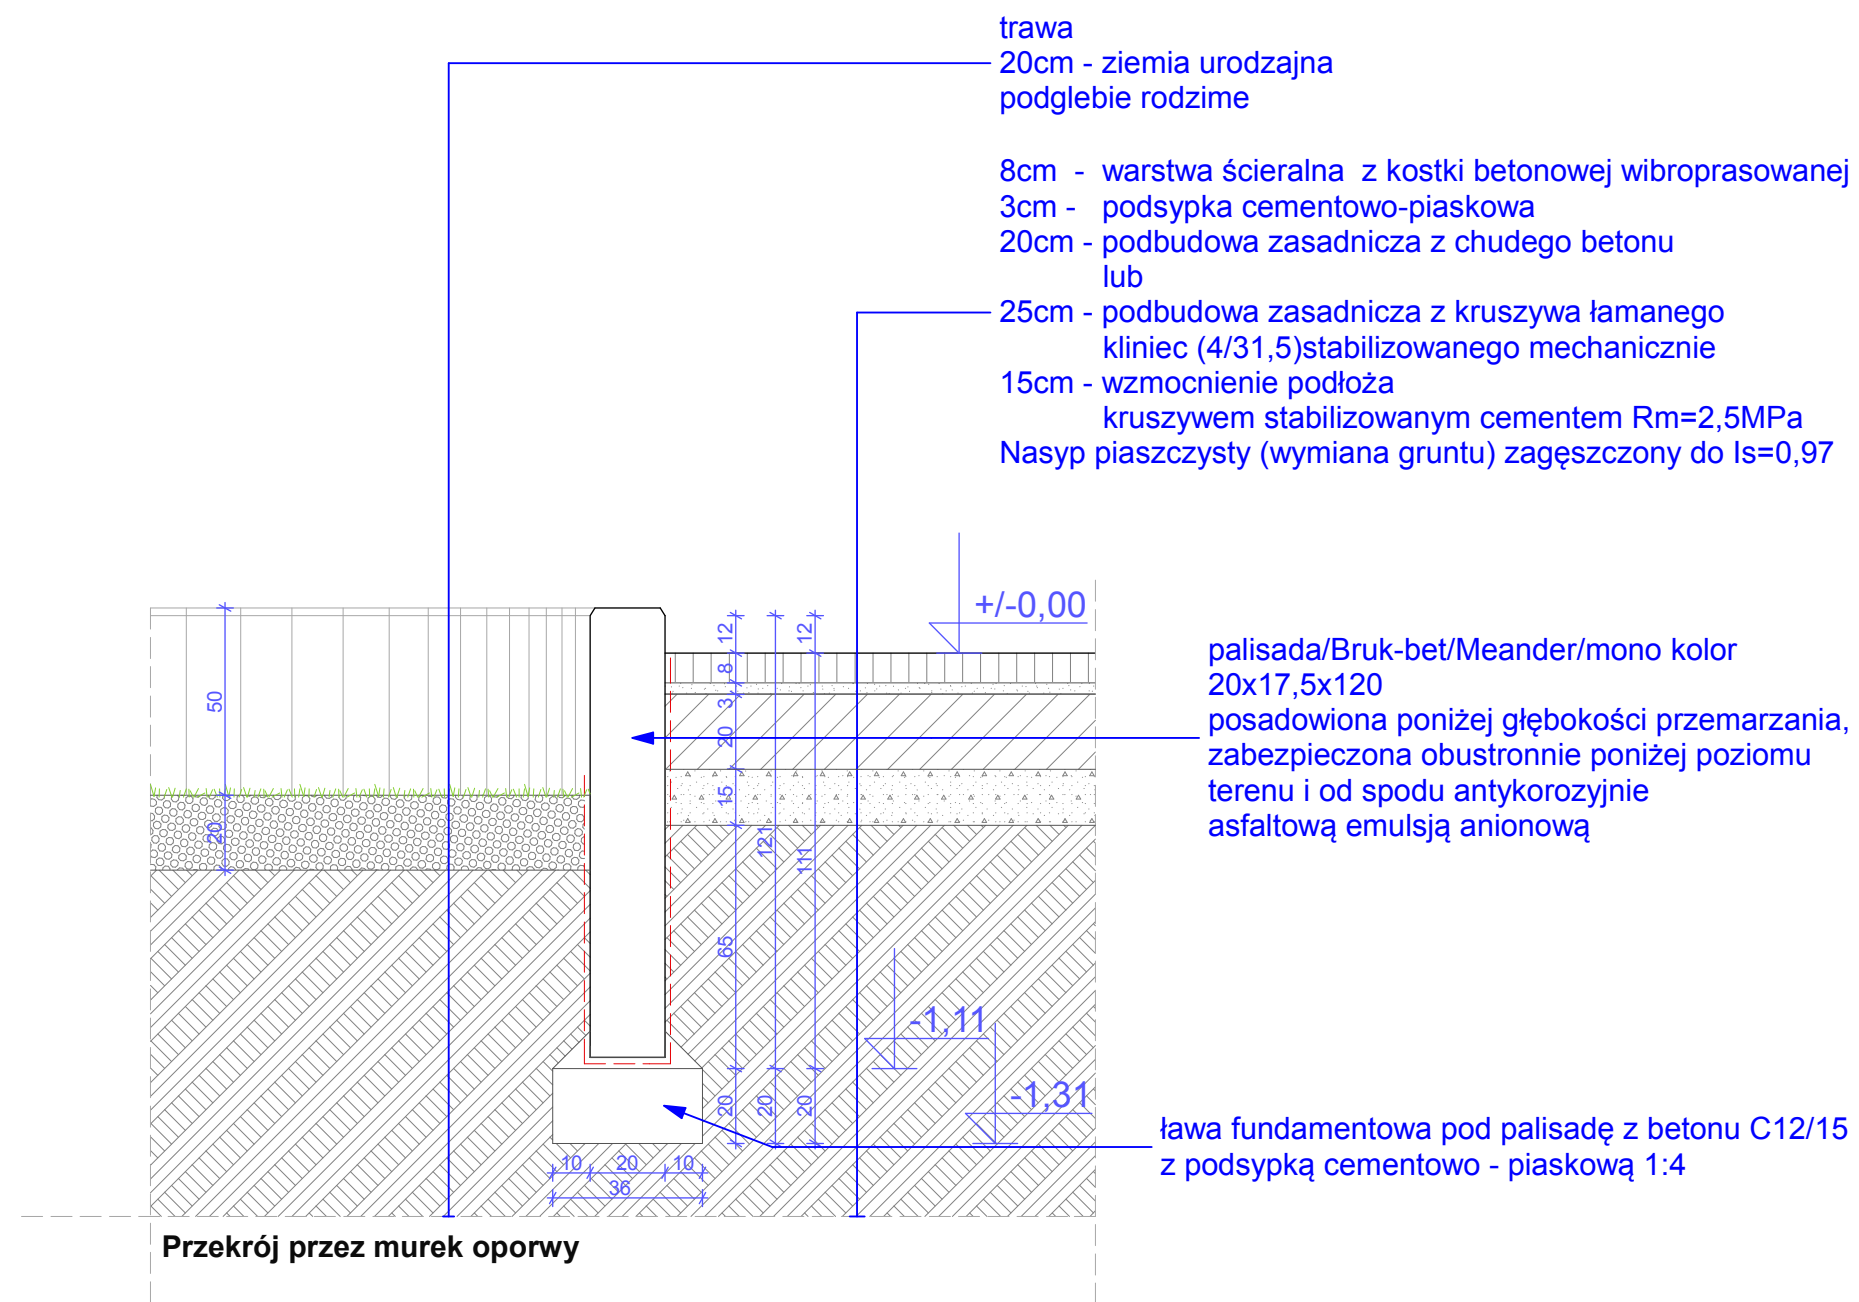 trawa
20cm - ziemia urodzajna
podglebie rodzime
8cm - warstwa ścieralna z kostki betonowej wibroprasowanej
3cm - podsypka cementowo-piaskowa
20cm - podbudowa zasadnicza z chudego betonu
lub
25cm - podbudowa zasadnicza z kruszywa łamanego
kliniec (4/31,5)stabilizowanego mechanicznie
15cm - wzmocnienie podłoża
kruszywem stabilizowanym cementem Rm=2,5MPa
Nasyp piaszczysty (wymiana gruntu) zagęszczony do Is=0,97
+/-0,00
12
12
8
3
20
15
50
20
121
111
65
palisada/Bruk-bet/Meander/mono kolor
20x17,5x120
posadowiona poniżej głębokości przemarzania,
zabezpieczona obustronnie poniżej poziomu
terenu i od spodu antykorozyjnie
asfaltową emulsją anionową
-1,11
-1,31
20
20
20
10 20 10
36
ława fundamentowa pod palisadę z betonu C12/15
z podsypką cementowo - piaskową 1:4
Przekrój przez murek oporwy